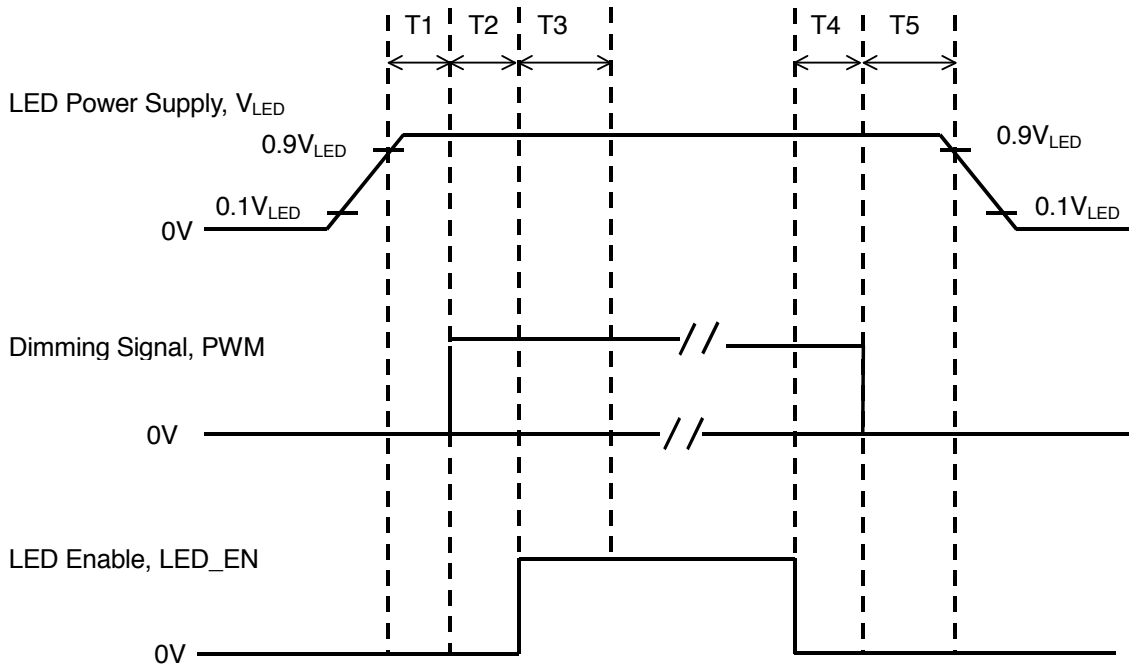 T1 T2 T3 T4 T5
LED Power Supply, VLED
0.9VLED 0.9VLED
0.1VLED 0.1VLED
0V
Dimming Signal, PWM
0V
LED Enable, LED_EN
0V